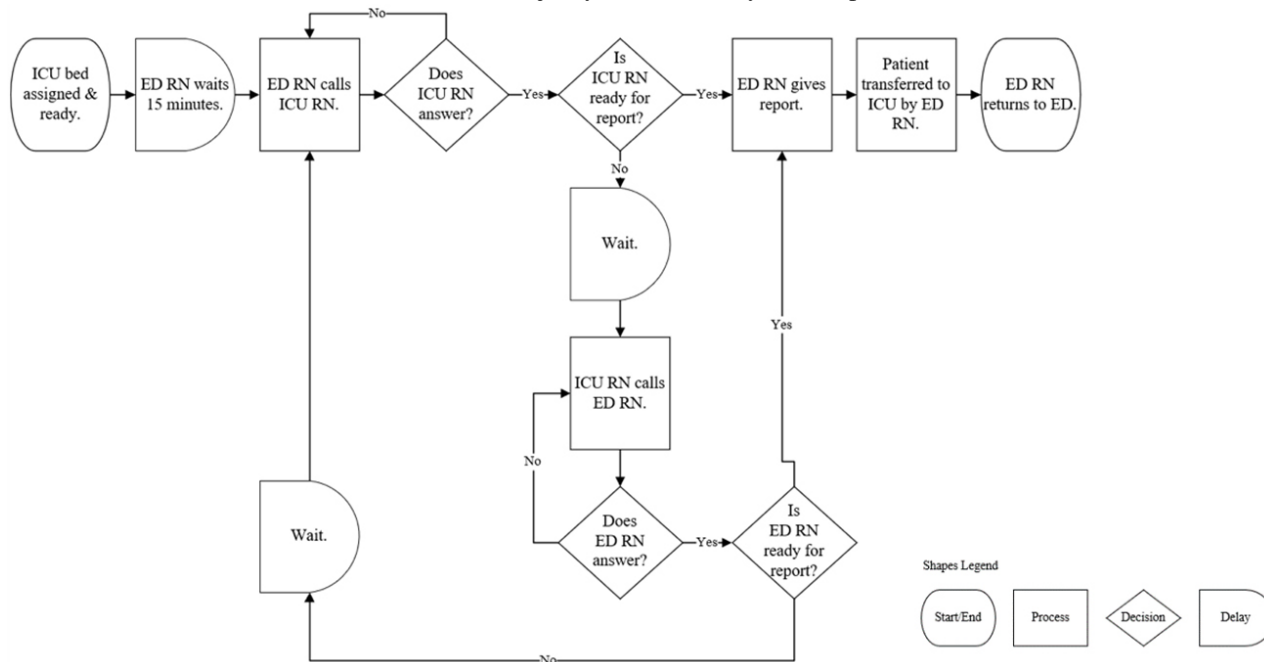 No
ICU bed
assigned &
ready.
ED RN waits
15 minutes.
ED RN calls
ICU RN.
Does
ICU RN
answer?
Yes
Is
ICU RN
ready for
report?
Yes
ED RN gives
report.
Patient
transferred to
ICU by ED
RN.
ED RN
returns to ED.
No
Wait.
Yes
ICU RN calls
ED RN.
No
Wait.
Does
ED RN
answer?
Yes
Is
ED RN
ready for
report?
No
Shapes Legend
Start/End
Process
Decision
Delay